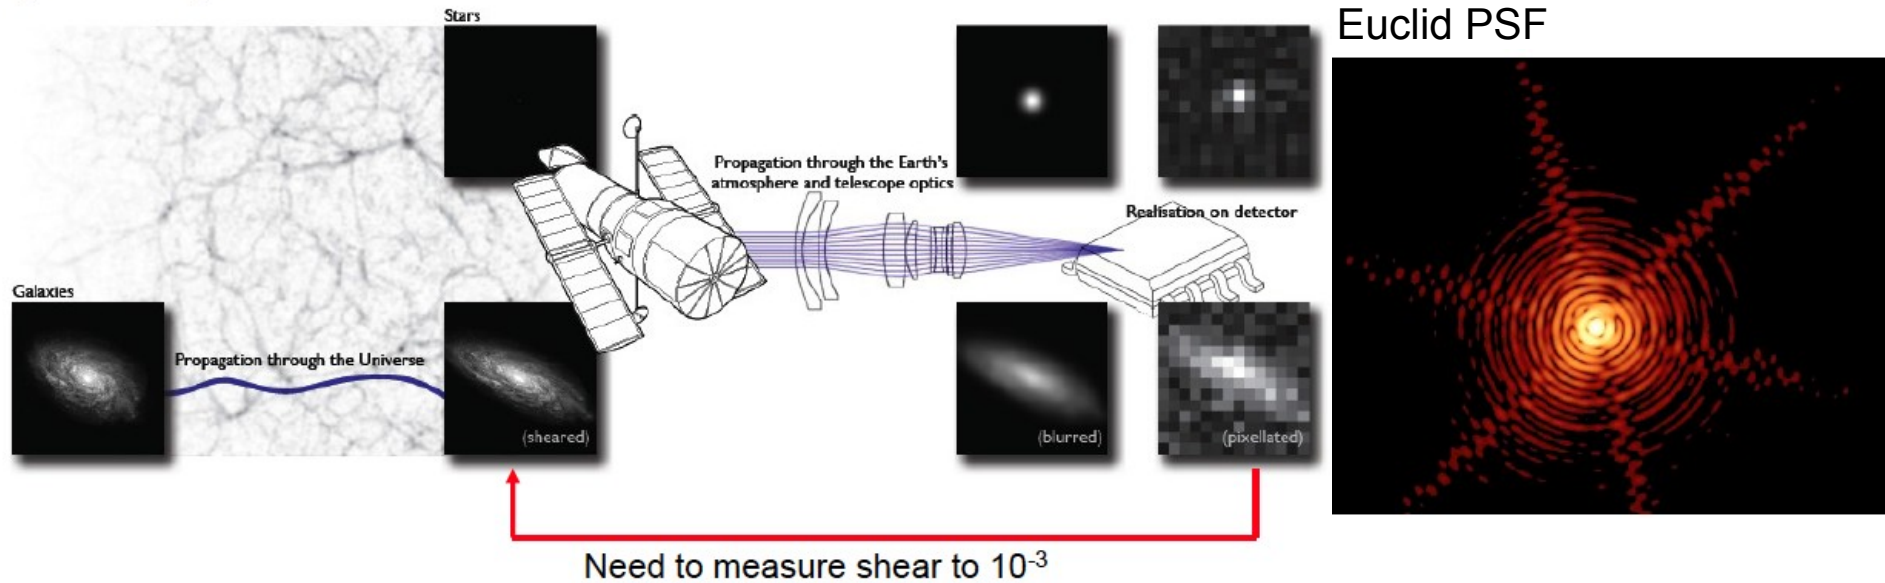 Stars
Euclid PSF
Propagation through the Earth's
atmosphere and telescope optics
Realisation on detector
Galaxies
Propagation through the Universe
(sheared)
(blurred)
(pixellated)
Need to measure shear to 10⁻³